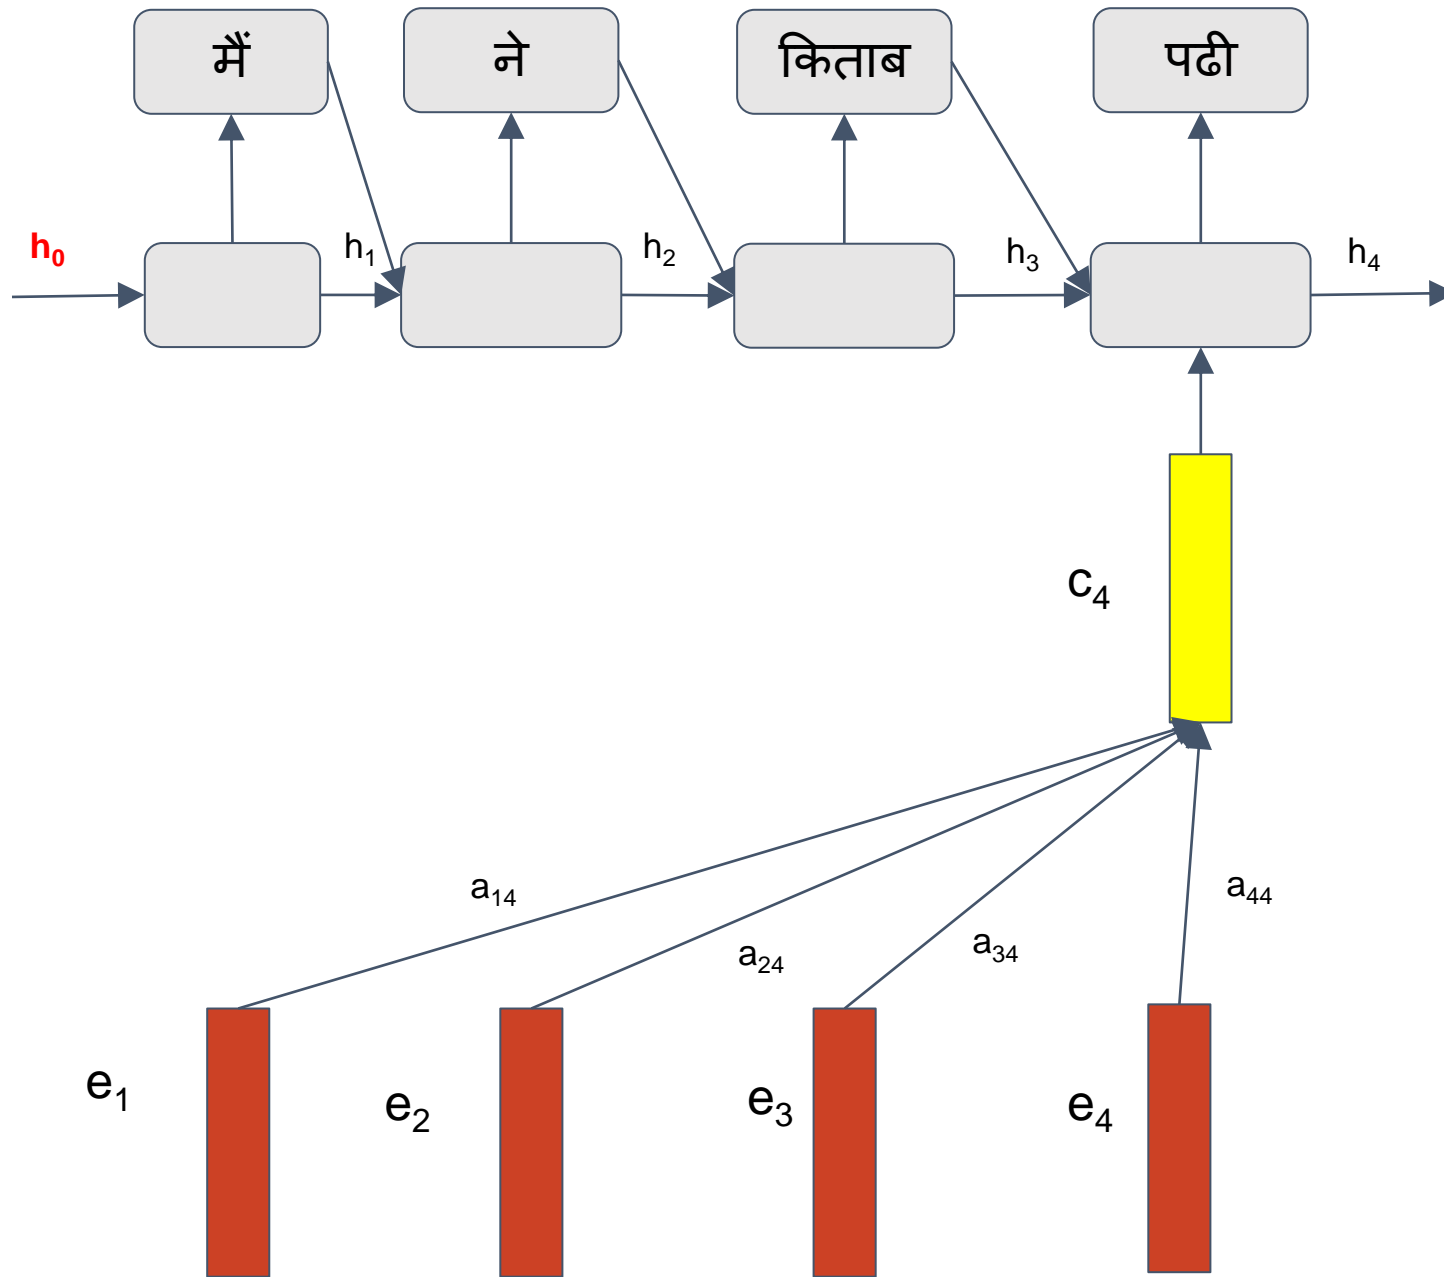 मैं ने किताब पढी
h₀ h₁ h₂ h₃ h₄
c₄
a₁₄ a₂₄ a₃₄ a₄₄
e₁ e₂ e₃ e₄